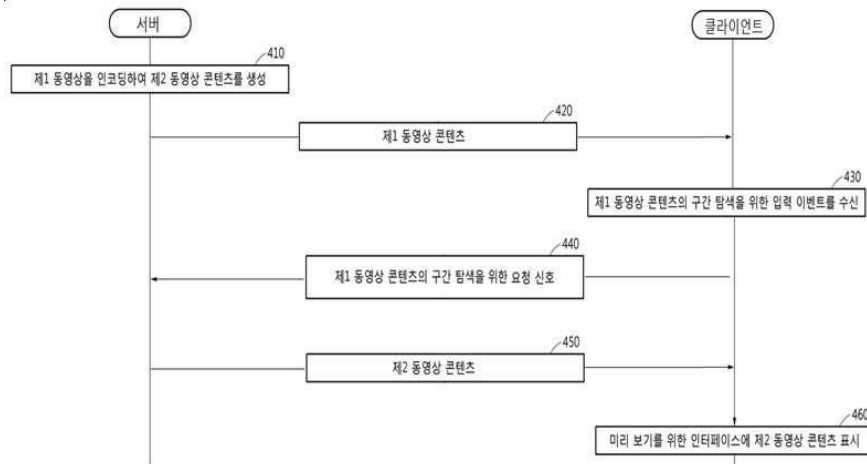 서버
클라이언트
410
제1 동영상을 인코딩하여 제2 동영상 콘텐츠를 생성
420
제1 동영상 콘텐츠
430
제1 동영상 콘텐츠의 구간 탐색을 위한 입력 이벤트를 수신
440
제1 동영상 콘텐츠의 구간 탐색을 위한 요청 신호
450
제2 동영상 콘텐츠
460
미리 보기를 위한 인터페이스에 제2 동영상 콘텐츠 표시